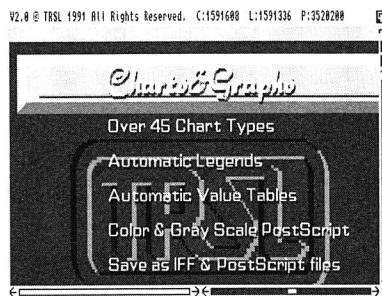 V2.0 © TRSL 1991 All Rights Reserved. C:1591608 L:1591336 P:3520200
Charts&Graphs
Over 45 Chart Types
Automatic Legends
Automatic Value Tables
Color & Gray Scale PostScript
Save as IFF & PostScript files
TRSL